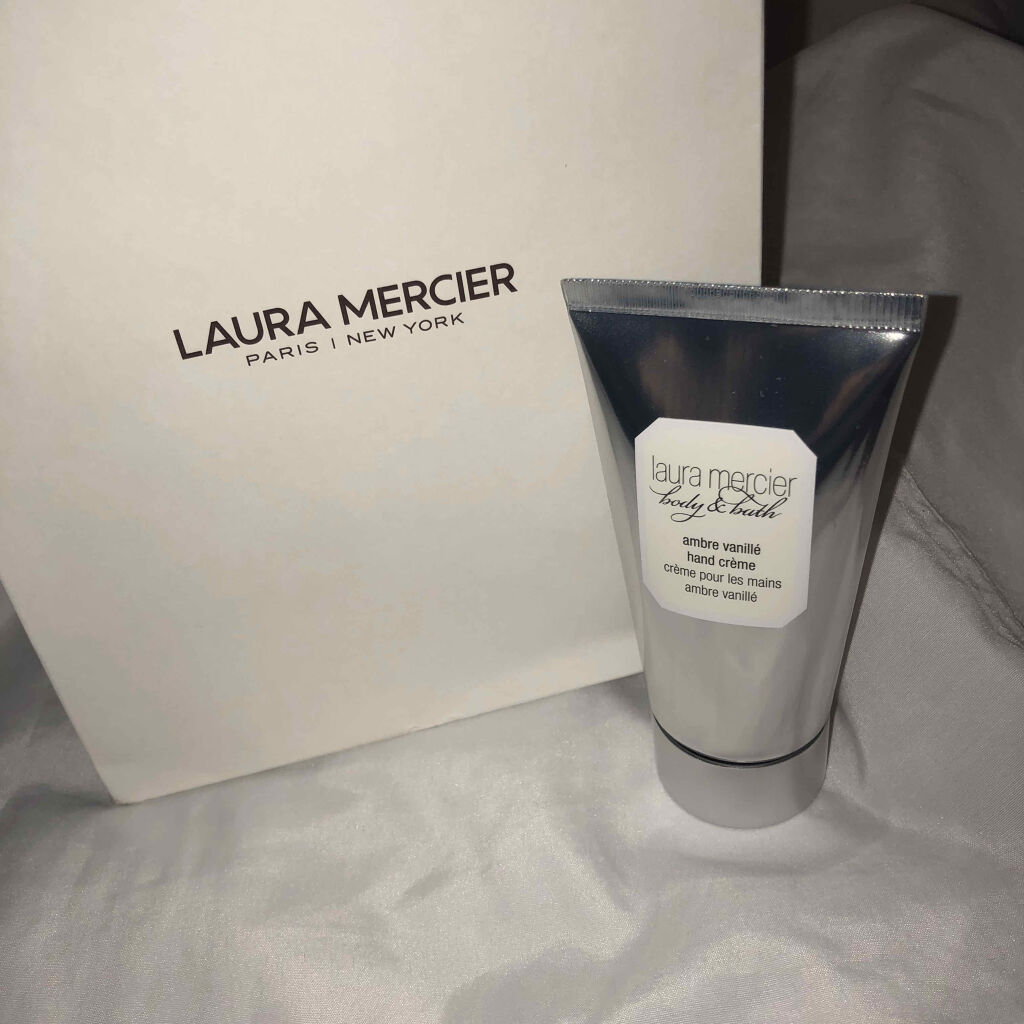 LAURA MERCIER
PARIS | NEW YORK
laura mercier
body & bath
ambre vanillé
hand crème
crème pour les mains
ambre vanillé